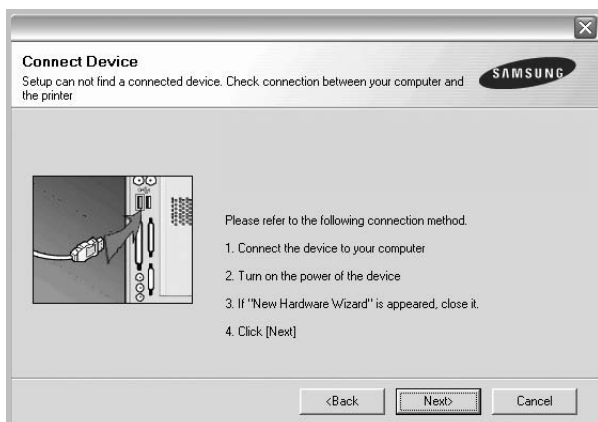 Connect Device
Setup can not find a connected device. Check connection between your computer and
the printer
SAMSUNG
Please refer to the following connection method.
1. Connect the device to your computer
2. Turn on the power of the device
3. If "New Hardware Wizard" is appeared, close it.
4. Click [Next]
<Back
Next>
Cancel